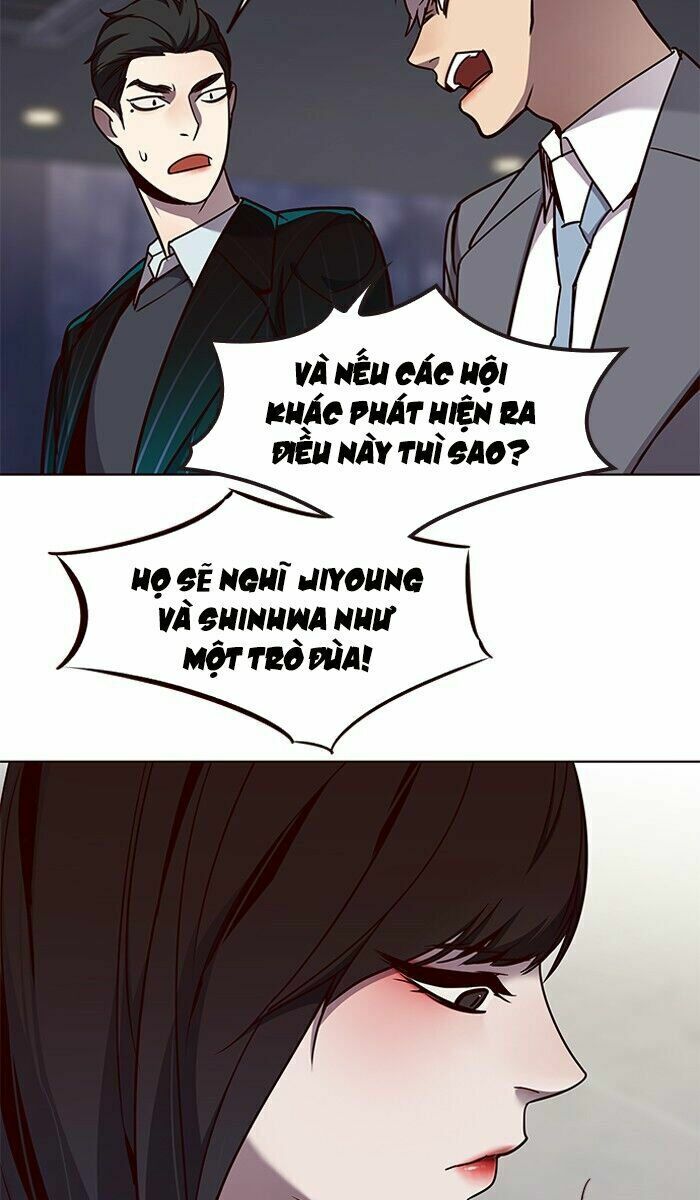 VÀ NẾU CÁC HỘI
KHÁC PHÁT HIỆN RA
ĐIỀU NÀY THÌ SAO?
HỌ SẼ NGHĨ JIYOUNG
VÀ SHINHWA NHƯ
MỘT TRÒ ĐÙA!